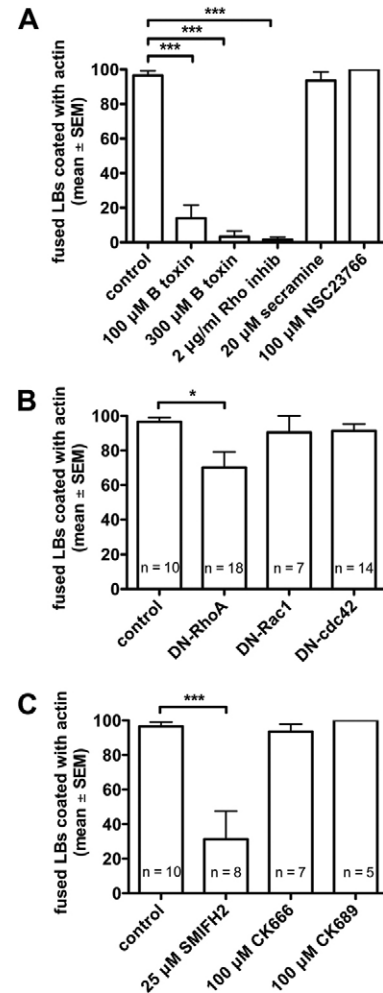 A
***
***
***
fused LBs coated with actin
(mean ± SEM)
100
80
60
40
20
0
control
100 µM B toxin
300 µM B toxin
2 µg/ml Rho inhib
20 µM secramine
100 µM NSC23766
B
*
fused LBs coated with actin
(mean ± SEM)
100
80
60
40
20
0
n = 10
n = 18
n = 7
n = 14
control
DN-RhoA
DN-Rac1
DN-cdc42
C
***
fused LBs coated with actin
(mean ± SEM)
100
80
60
40
20
0
n = 10
n = 8
n = 7
n = 5
control
25 µM SMIFH2
100 µM CK666
100 µM CK689